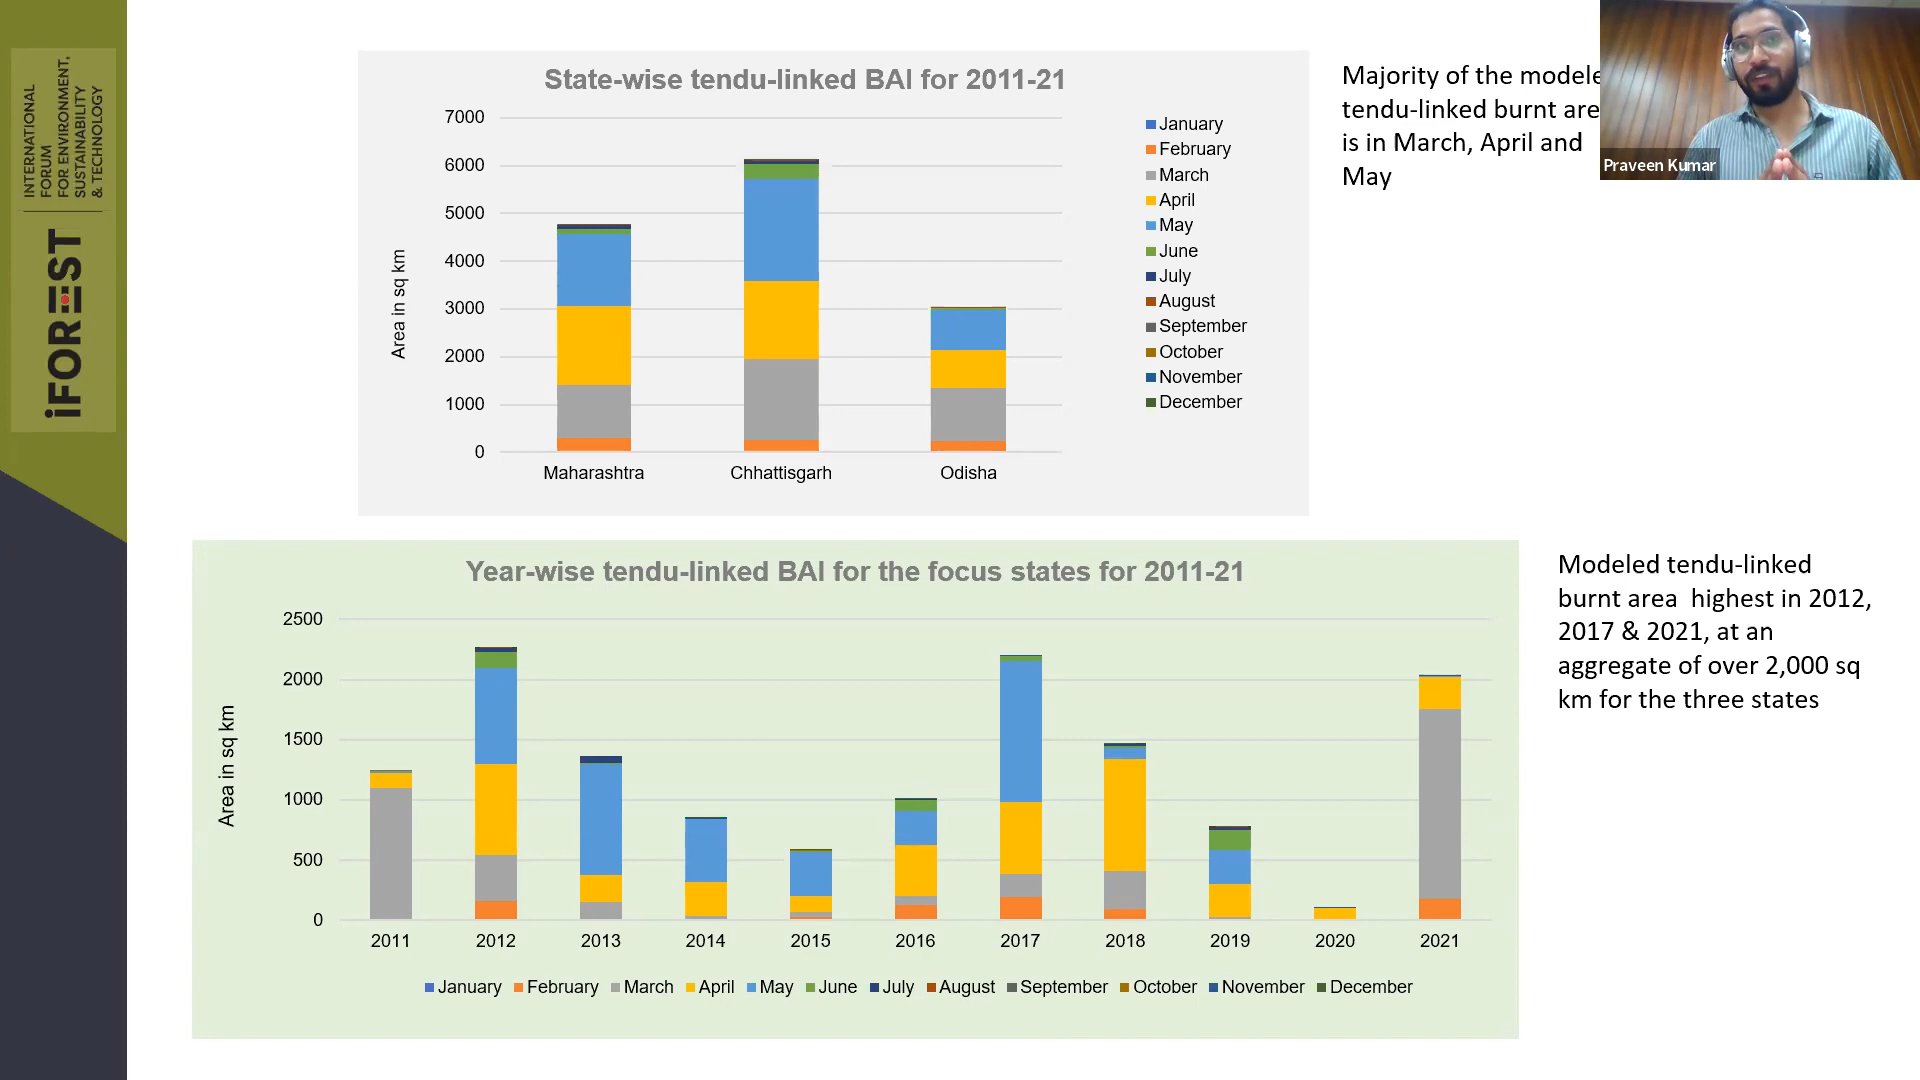 INTERNATIONAL
FORUM
FOR ENVIRONMENT,
SUSTAINABILITY
& TECHNOLOGY
iFOREST
State-wise tendu-linked BAI for 2011-21
7000
6000
5000
4000
3000
2000
1000
0
Area in sq km
Maharashtra Chhattisgarh Odisha
January
February
March
April
May
June
July
August
September
October
November
December
Majority of the modele
tendu-linked burnt are
is in March, April and
May
Praveen Kumar
Year-wise tendu-linked BAI for the focus states for 2011-21
2500
2000
1500
1000
500
0
Area in sq km
2011 2012 2013 2014 2015 2016 2017 2018 2019 2020 2021
January February March April May June July August September October November December
Modeled tendu-linked
burnt area highest in 2012,
2017 & 2021, at an
aggregate of over 2,000 sq
km for the three states